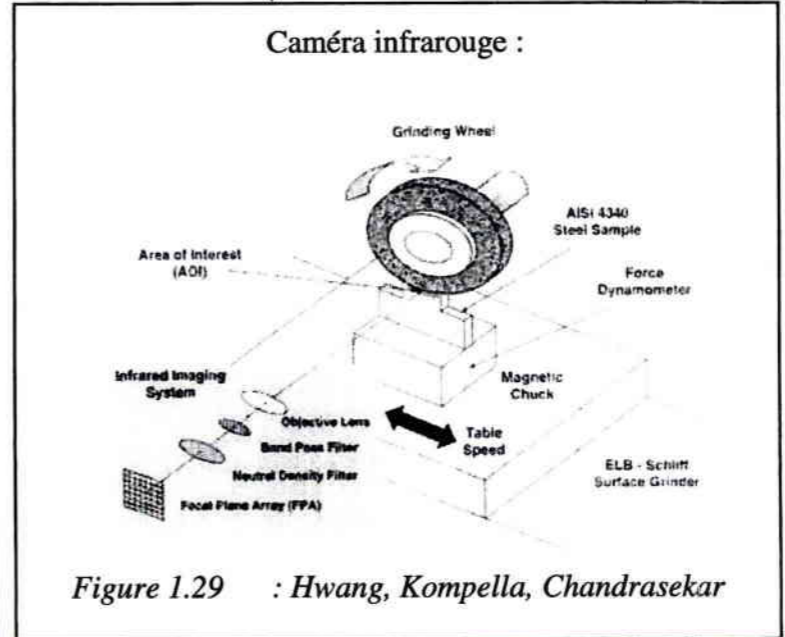 Caméra infrarouge :
Grinding Wheel
AISI 4340
Steel Sample
Area of Interest
(AOI)
Force
Dynamometer
Infrared Imaging
System
Magnetic
Chuck
Objective Lens
Table
Speed
Band Pass Filter
Neutral Density Filter
ELB - Schliff
Surface Grinder
Focal Plane Array (FPA)
Figure 1.29 : Hwang, Kompella, Chandrasekar